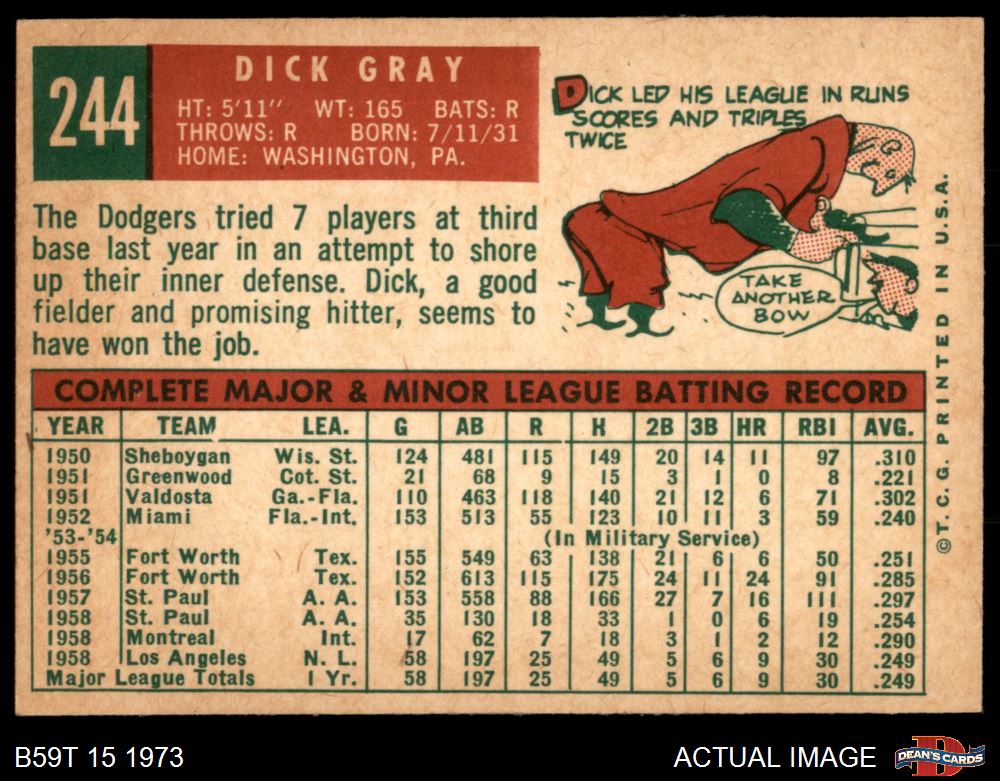 244
DICK GRAY
HT: 5'11" WT: 165 BATS: R
THROWS: R BORN: 7/11/31
HOME: WASHINGTON, PA.
The Dodgers tried 7 players at third
base last year in an attempt to shore
up their inner defense. Dick, a good
fielder and promising hitter, seems to
have won the job.
DICK LED HIS LEAGUE IN RUNS
SCORES AND TRIPLES
TWICE
TAKE
ANOTHER
BOW
COMPLETE MAJOR & MINOR LEAGUE BATTING RECORD
YEAR TEAM LEA. G AB R H 2B 3B HR RBI AVG.
1950 Sheboygan Wis. St. 124 481 115 149 20 14 11 97 .310
1951 Greenwood Cot. St. 21 68 9 15 3 1 0 8 .221
1951 Valdosta Ga.-Fla. 110 463 118 140 21 12 6 71 .302
1952 Miami Fla.-Int. 153 513 55 123 10 11 3 59 .240
'53-'54 (In Military Service)
1955 Fort Worth Tex. 155 549 63 138 21 6 6 50 .251
1956 Fort Worth Tex. 152 613 115 175 24 11 24 91 .285
1957 St. Paul A. A. 153 558 88 166 27 7 16 111 .297
1958 St. Paul A. A. 35 130 18 33 1 0 6 19 .254
1958 Montreal Int. 17 62 7 18 3 1 2 12 .290
1958 Los Angeles N. L. 58 197 25 49 5 6 9 30 .249
Major League Totals 1 Yr. 58 197 25 49 5 6 9 30 .249
©T. C. G. PRINTED IN U.S.A.
B59T 15 1973
ACTUAL IMAGE
D
DEAN'S CARDS